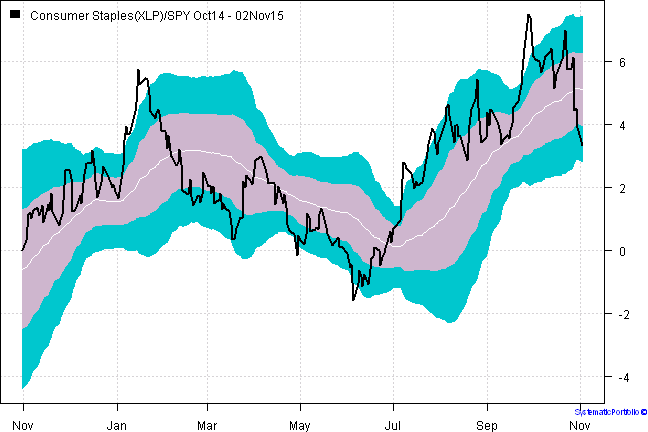 Consumer Staples(XLP)/SPY Oct14 - 02Nov15
6
4
2
0
-2
-4
Nov Jan Mar May Jul Sep Nov
SystematicPortfolio ©